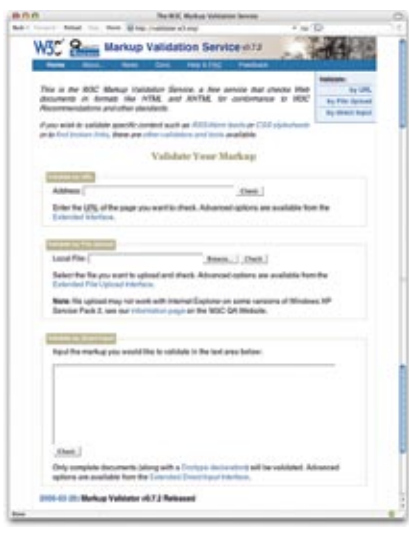 The W3C Markup Validation Service
http://validator.w3.org/
W3C Markup Validation Service v0.7.2
Home About... News Docs Help & FAQ Feedback
Validate:
by URL
by File Upload
by Direct Input
This is the W3C Markup Validation Service, a free service that checks Web
documents in formats like HTML and XHTML for conformance to W3C
Recommendations and other standards.
If you wish to validate specific content such as RSS/Atom feeds or CSS stylesheets
or to find broken links, there are other validators and tools available.
Validate Your Markup
Validate by URL
Address: Check
Enter the URL of the page you want to check. Advanced options are available from the
Extended Interface.
Validate by File Upload
Local File: Browse... Check
Select the file you want to upload and check. Advanced options are available from the
Extended File Upload Interface.
Note: file upload may not work with Internet Explorer on some versions of Windows XP
Service Pack 2, see our information page on the W3C QA Website.
Validate by Direct Input
Input the markup you would like to validate in the text area below:
Check
Only complete documents (along with a Doctype declaration) will be validated. Advanced
options are available from the Extended Direct Input Interface.
Markup Validator v0.7.2 Released
Done